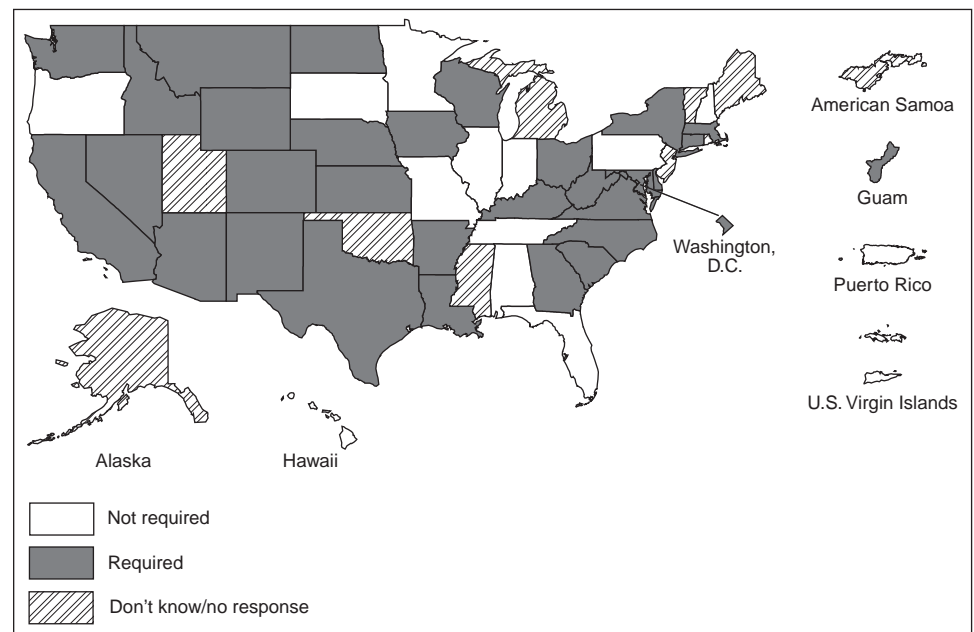 American Samoa
Guam
Washington,
D.C.
Puerto Rico
U.S. Virgin Islands
Alaska
Hawaii
Not required
Required
Don't know/no response